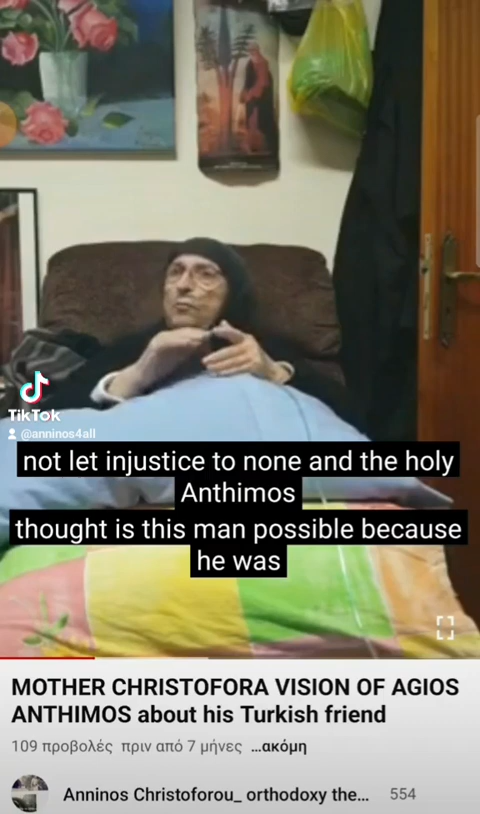 TikTok
@anninos4all
not let injustice to none and the holy
Anthimos
thought is this man possible because
he was
MOTHER CHRISTOFORA VISION OF AGIOS
ANTHIMOS about his Turkish friend
109 προβολές πριν από 7 μήνες ...ακόμη
Anninos Christoforou_ orthodoxy the... 554